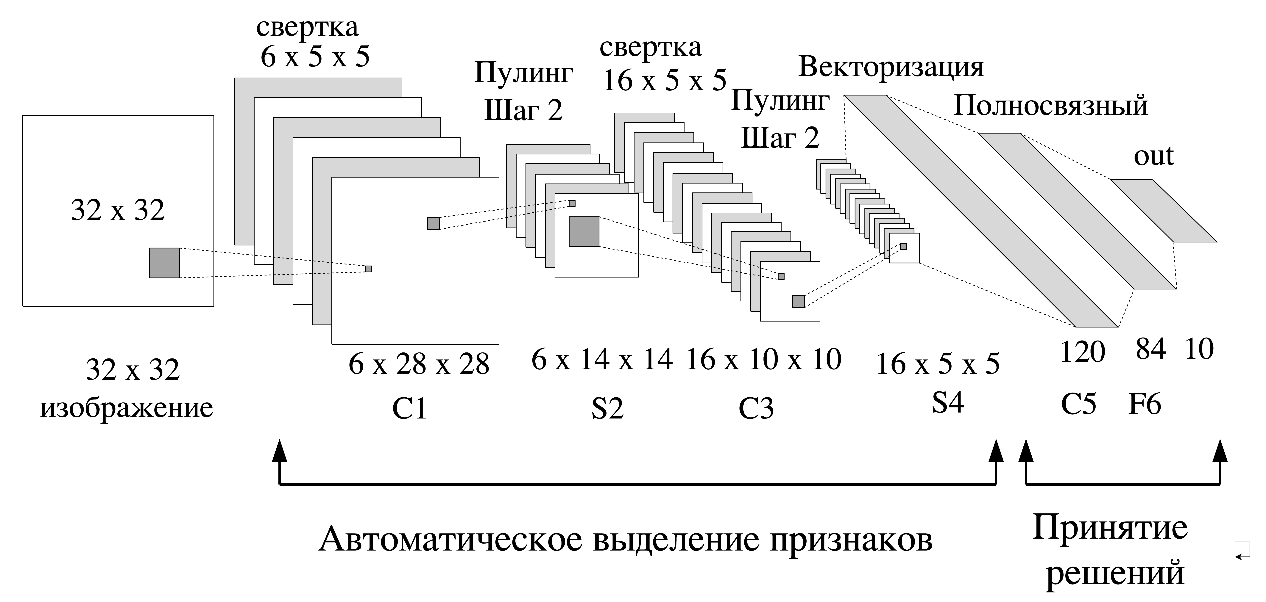 свертка
6 x 5 x 5
Пулинг
Шаг 2
свертка
16 x 5 x 5
Пулинг
Шаг 2
Векторизация
Полносвязный
out
32 x 32
32 x 32
изображение
6 x 28 x 28
C1
6 x 14 x 14
S2
16 x 10 x 10
C3
16 x 5 x 5
S4
120
C5
84
F6
10
Автоматическое выделение признаков
Принятие
решений